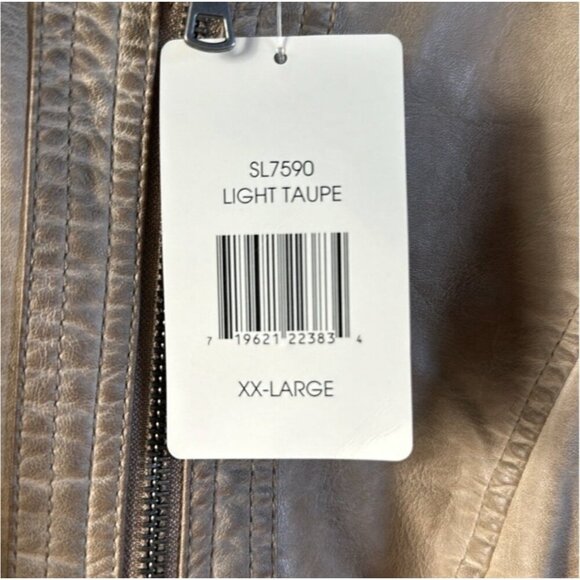 SL7590
LIGHT TAUPE
7 19621 22383 4
XX-LARGE